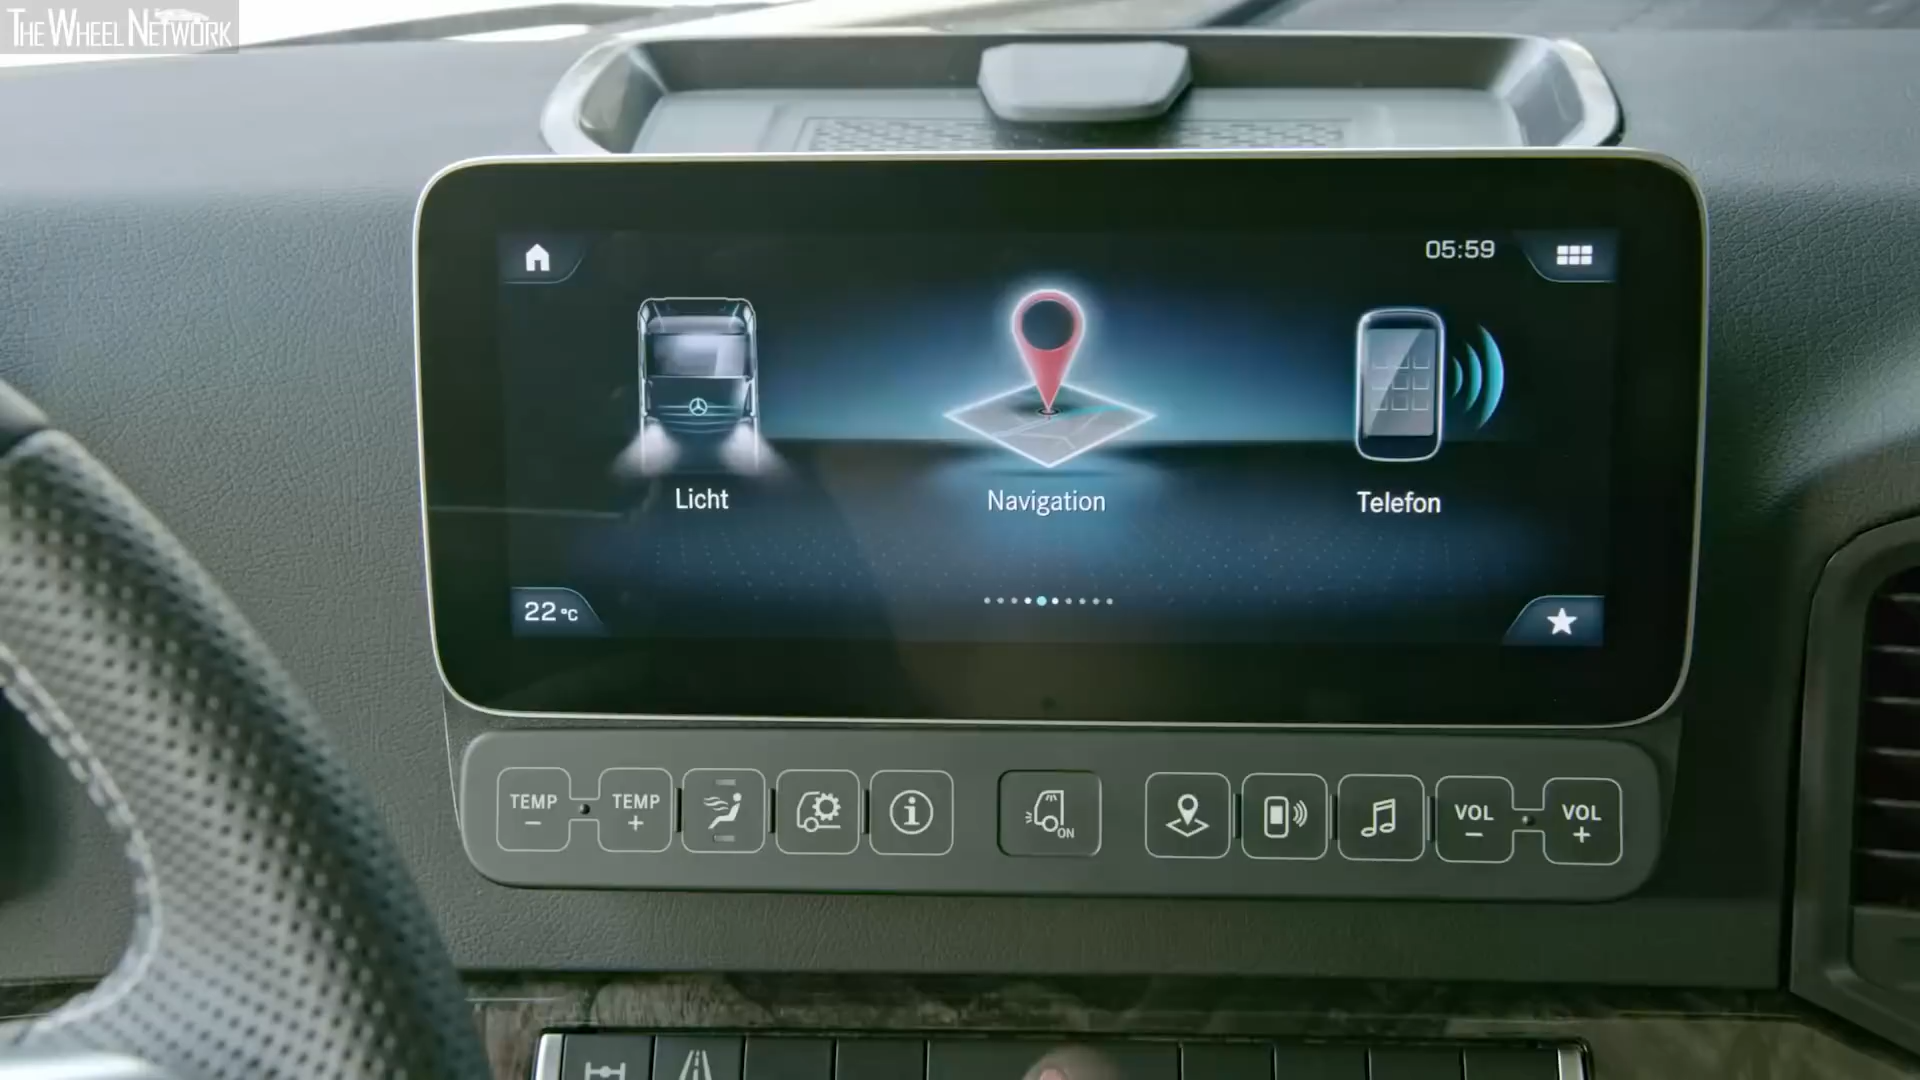 THE WHEEL NETWORK
05:59
Licht
Navigation
Telefon
22 °C
TEMP
–
TEMP
+
ON
VOL
–
VOL
+